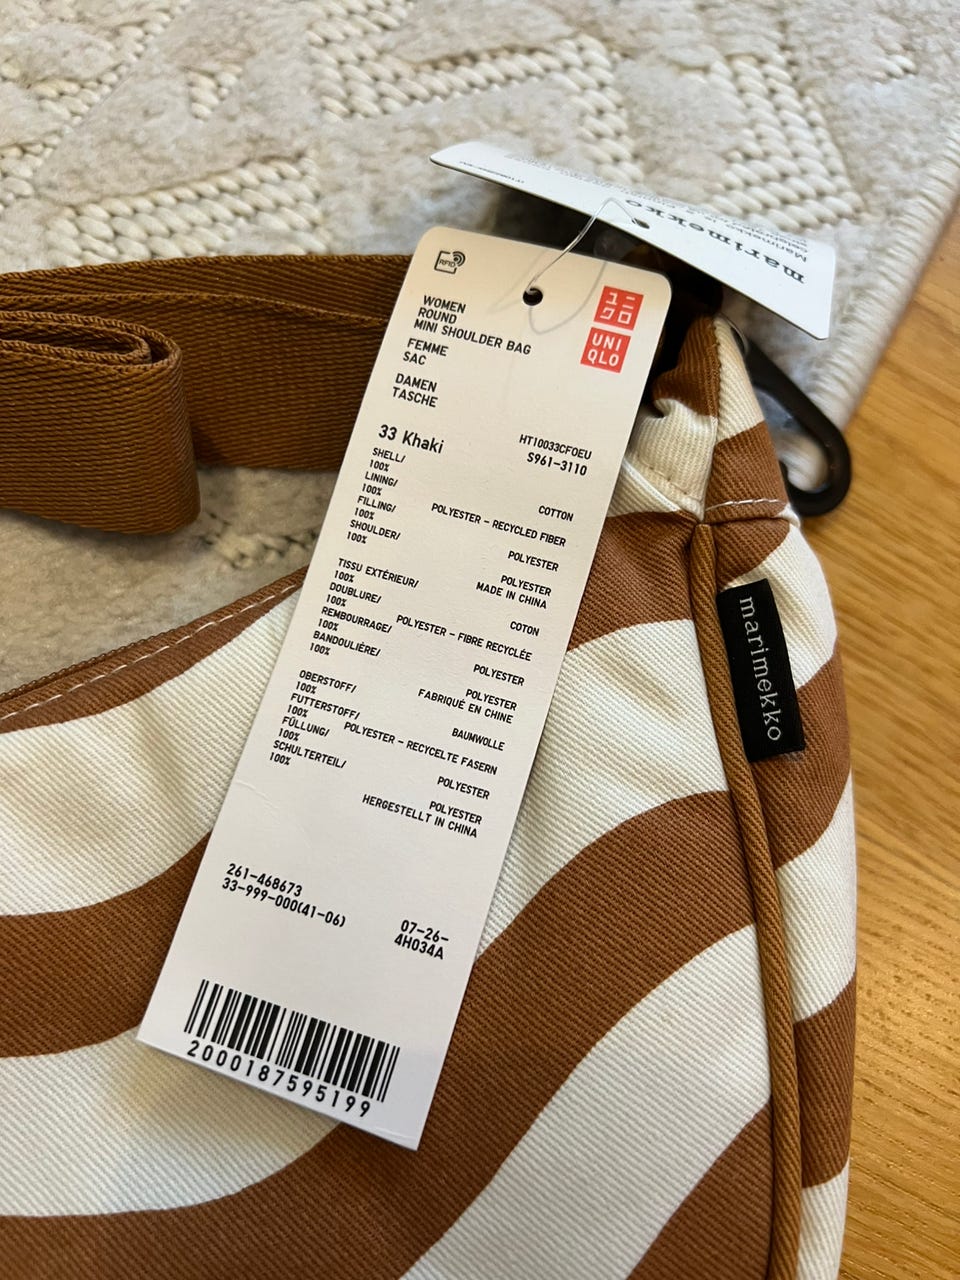 marimekko
Marimekko is a
RFID
ユニ
クロ
UNI
QLO
WOMEN
ROUND
MINI SHOULDER BAG
FEMME
SAC
DAMEN
TASCHE
33 Khaki
HT10033CF0EU
S961-3110
SHELL/
100% COTTON
LINING/
100% POLYESTER - RECYCLED FIBER
FILLING/
100% POLYESTER
SHOULDER/
100% POLYESTER
MADE IN CHINA
TISSU EXTÉRIEUR/
100% COTON
DOUBLURE/
100% POLYESTER - FIBRE RECYCLÉE
REMBOURRAGE/
100% POLYESTER
BANDOULIÈRE/
100% POLYESTER
FABRIQUÉ EN CHINE
OBERSTOFF/
100% BAUMWOLLE
FUTTERSTOFF/
100% POLYESTER - RECYCELTE FASERN
FÜLLUNG/
100% POLYESTER
SCHULTERTEIL/
100% POLYESTER
HERGESTELLT IN CHINA
261-468673
33-999-000(41-06)
07-26-
4H034A
2000187595199
marimekko